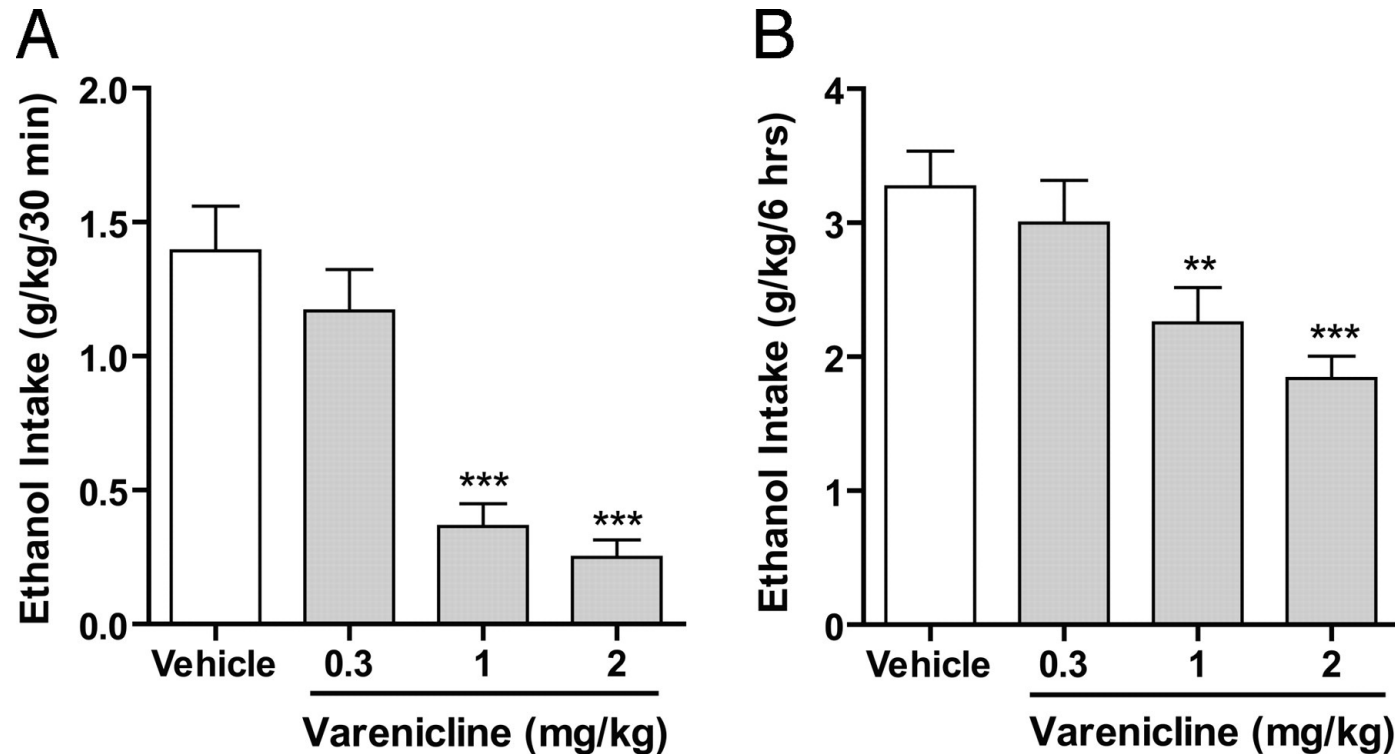 A
Ethanol Intake (g/kg/30 min)
2.0
1.5
1.0
0.5
0.0
***
***
Vehicle 0.3 1 2
Varenicline (mg/kg)
B
Ethanol Intake (g/kg/6 hrs)
4
3
2
1
0
**
***
Vehicle 0.3 1 2
Varenicline (mg/kg)